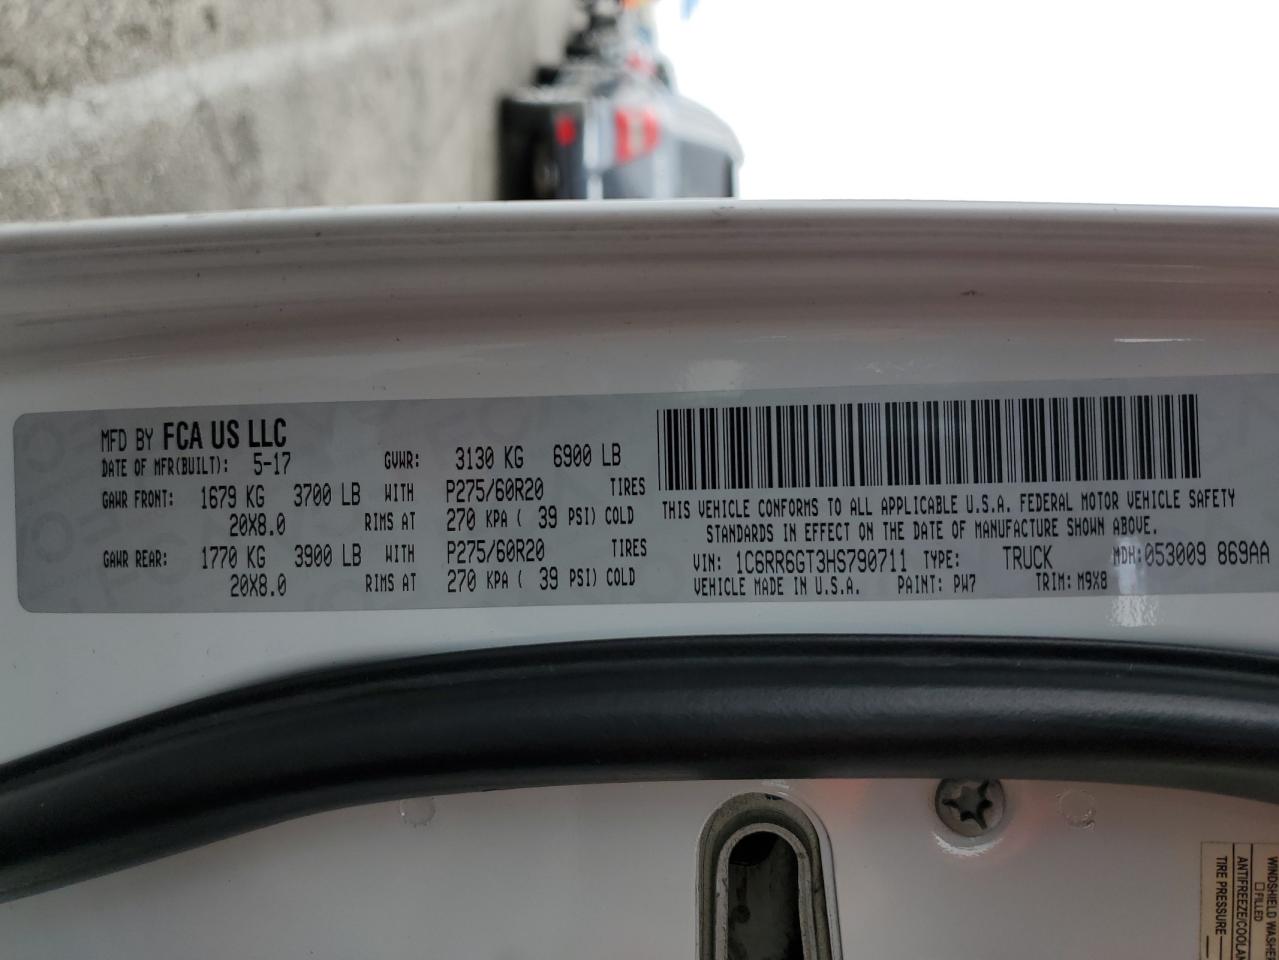 MFD BY FCA US LLC
DATE OF MFR(BUILT): 5-17 GVWR: 3130 KG 6900 LB
GAWR FRONT: 1679 KG 3700 LB WITH P275/60R20 TIRES
20X8.0 RIMS AT 270 KPA ( 39 PSI) COLD
GAWR REAR: 1770 KG 3900 LB WITH P275/60R20 TIRES
20X8.0 RIMS AT 270 KPA ( 39 PSI) COLD
THIS VEHICLE CONFORMS TO ALL APPLICABLE U.S.A. FEDERAL MOTOR VEHICLE SAFETY
STANDARDS IN EFFECT ON THE DATE OF MANUFACTURE SHOWN ABOVE.
VIN: 1C6RR6GT3HS790711 TYPE: TRUCK MDH: 053009 869AA
VEHICLE MADE IN U.S.A. PAINT: PW7 TRIM: M9X8
WINDSHIELD
FILLED
TIRE PRESSURE